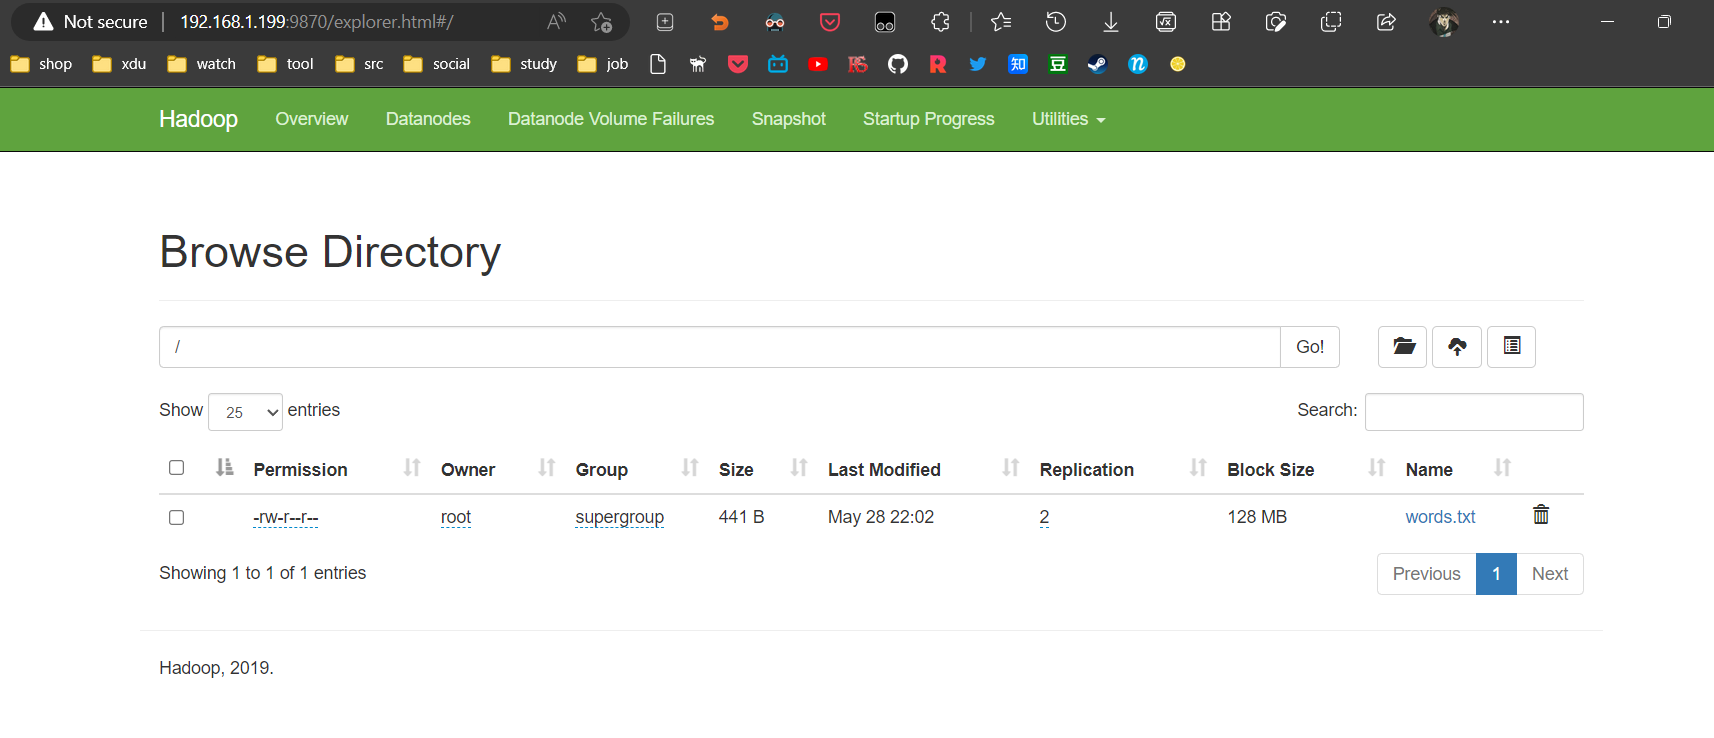 Not secure 192.168.1.199:9870/explorer.html#/
shop xdu watch tool src social study job 知 豆
Hadoop Overview Datanodes Datanode Volume Failures Snapshot Startup Progress Utilities
Browse Directory
/ Go!
Show 25 entries Search:
Permission Owner Group Size Last Modified Replication Block Size Name
-rw-r--r-- root supergroup 441 B May 28 22:02 2 128 MB words.txt
Showing 1 to 1 of 1 entries Previous 1 Next
Hadoop, 2019.